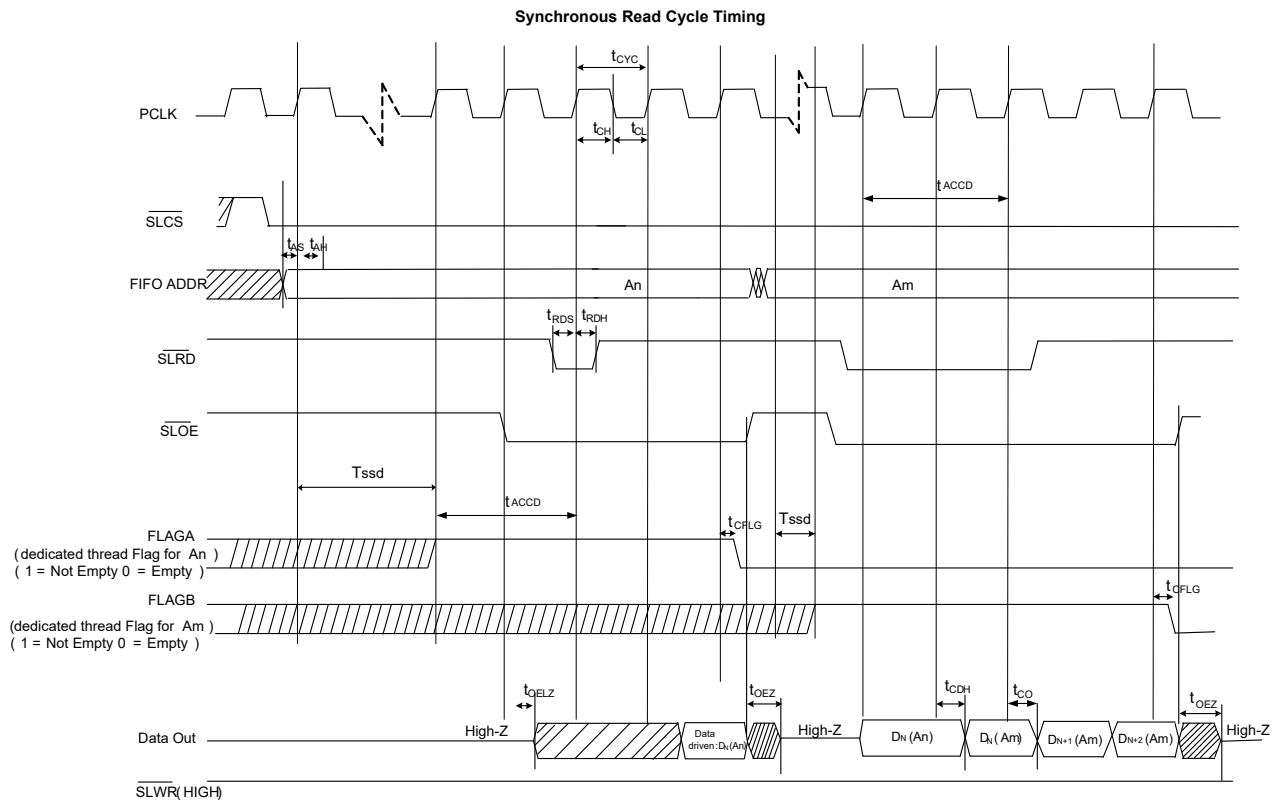 Synchronous Read Cycle Timing
tCYC
PCLK
tCH
tCL
tACCD
SLCS
tAS
tAH
FIFO ADDR
An
Am
tRDS
tRDH
SLRD
SLOE
Tssd
tACCD
tCFLG
Tssd
FLAGA
(dedicated thread Flag for An)
(1 = Not Empty 0 = Empty)
FLAGB
tCFLG
(dedicated thread Flag for Am)
(1 = Not Empty 0 = Empty)
tOELZ
tOEZ
tCDH
tCO
tOEZ
Data Out
High-Z
Data
driven:DN(An)
High-Z
DN(An)
DN(Am)
DN+1(Am)
DN+2(Am)
High-Z
SLWR(HIGH)